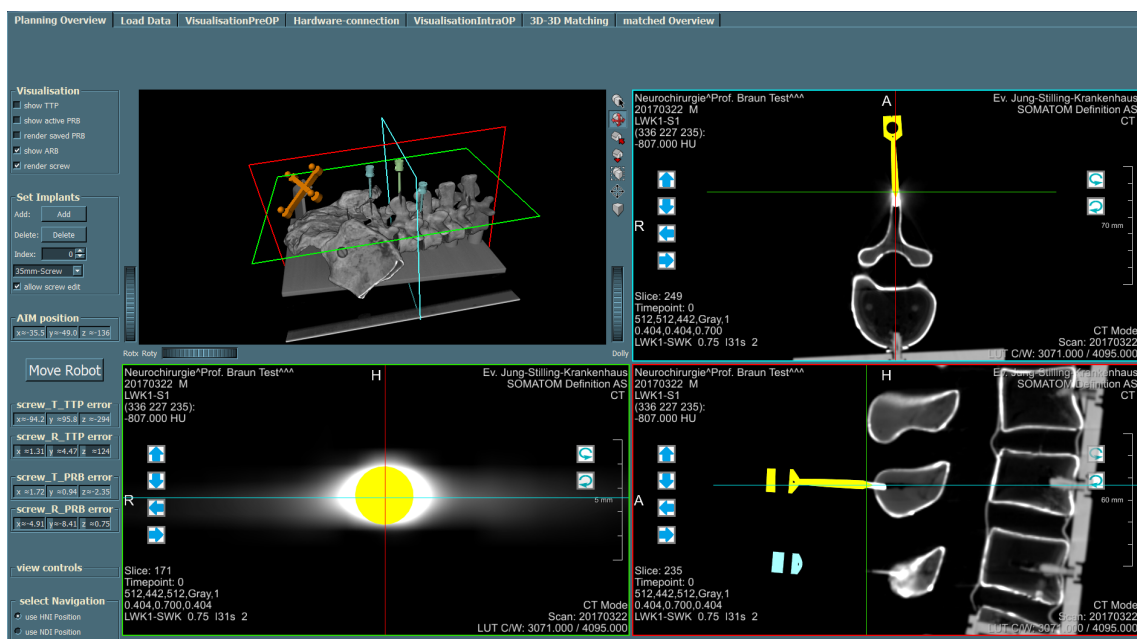 Planning Overview
Load Data
VisualisationPreOP
Hardware-connection
VisualisationIntraOP
3D-3D Matching
matched Overview
Visualisation
show TTP
show active PRB
render saved PRB
show ARB
render screw
Set Implants
Add: Add
Delete: Delete
Index: 0
35mm-Screw
allow screw edit
AIM position
x≈-35.5 y≈-49.0 z ≈-136
Move Robot
screw_T_TTP error
x≈-94.2 y≈95.8 z≈-294
screw_R_TTP error
x ≈1.31 y ≈4.47 z ≈124
screw_T_PRB error
x ≈1.72 y ≈0.94 z≈-2.35
screw_R_PRB error
x≈-4.91 y≈-8.41 z ≈0.75
view controls
select Navigation
use HNI Position
use NDI Position
Rotx Roty
Dolly
Neurochirurgie^Prof. Braun Test^^^
20170322 M
LWK1-S1
(336 227 235):
-807.000 HU
A
Ev. Jung-Stilling-Krankenhaus
SOMATOM Definition AS
CT
R
70 mm
Slice: 249
Timepoint: 0
512,512,442,Gray,1
0.404,0.404,0.700
LWK1-SWK 0.75 I31s 2
CT Mode
Scan: 20170322
LUT C/W: 3071.000 / 4095.000
Neurochirurgie^Prof. Braun Test^^^
20170322 M
LWK1-S1
(336 227 235):
-807.000 HU
H
Ev. Jung-Stilling-Krankenhaus
SOMATOM Definition AS
CT
R
5 mm
Slice: 171
Timepoint: 0
512,442,512,Gray,1
0.404,0.700,0.404
LWK1-SWK 0.75 I31s 2
CT Mode
Scan: 20170322
LUT C/W: 3071.000 / 4095.000
Neurochirurgie^Prof. Braun Test^^^
20170322 M
LWK1-S1
(336 227 235):
-807.000 HU
H
Ev. Jung-Stilling-Krankenhaus
SOMATOM Definition AS
CT
A
60 mm
Slice: 235
Timepoint: 0
442,512,512,Gray,1
0.700,0.404,0.404
LWK1-SWK 0.75 I31s 2
CT Mode
Scan: 20170322
LUT C/W: 3071.000 / 4095.000